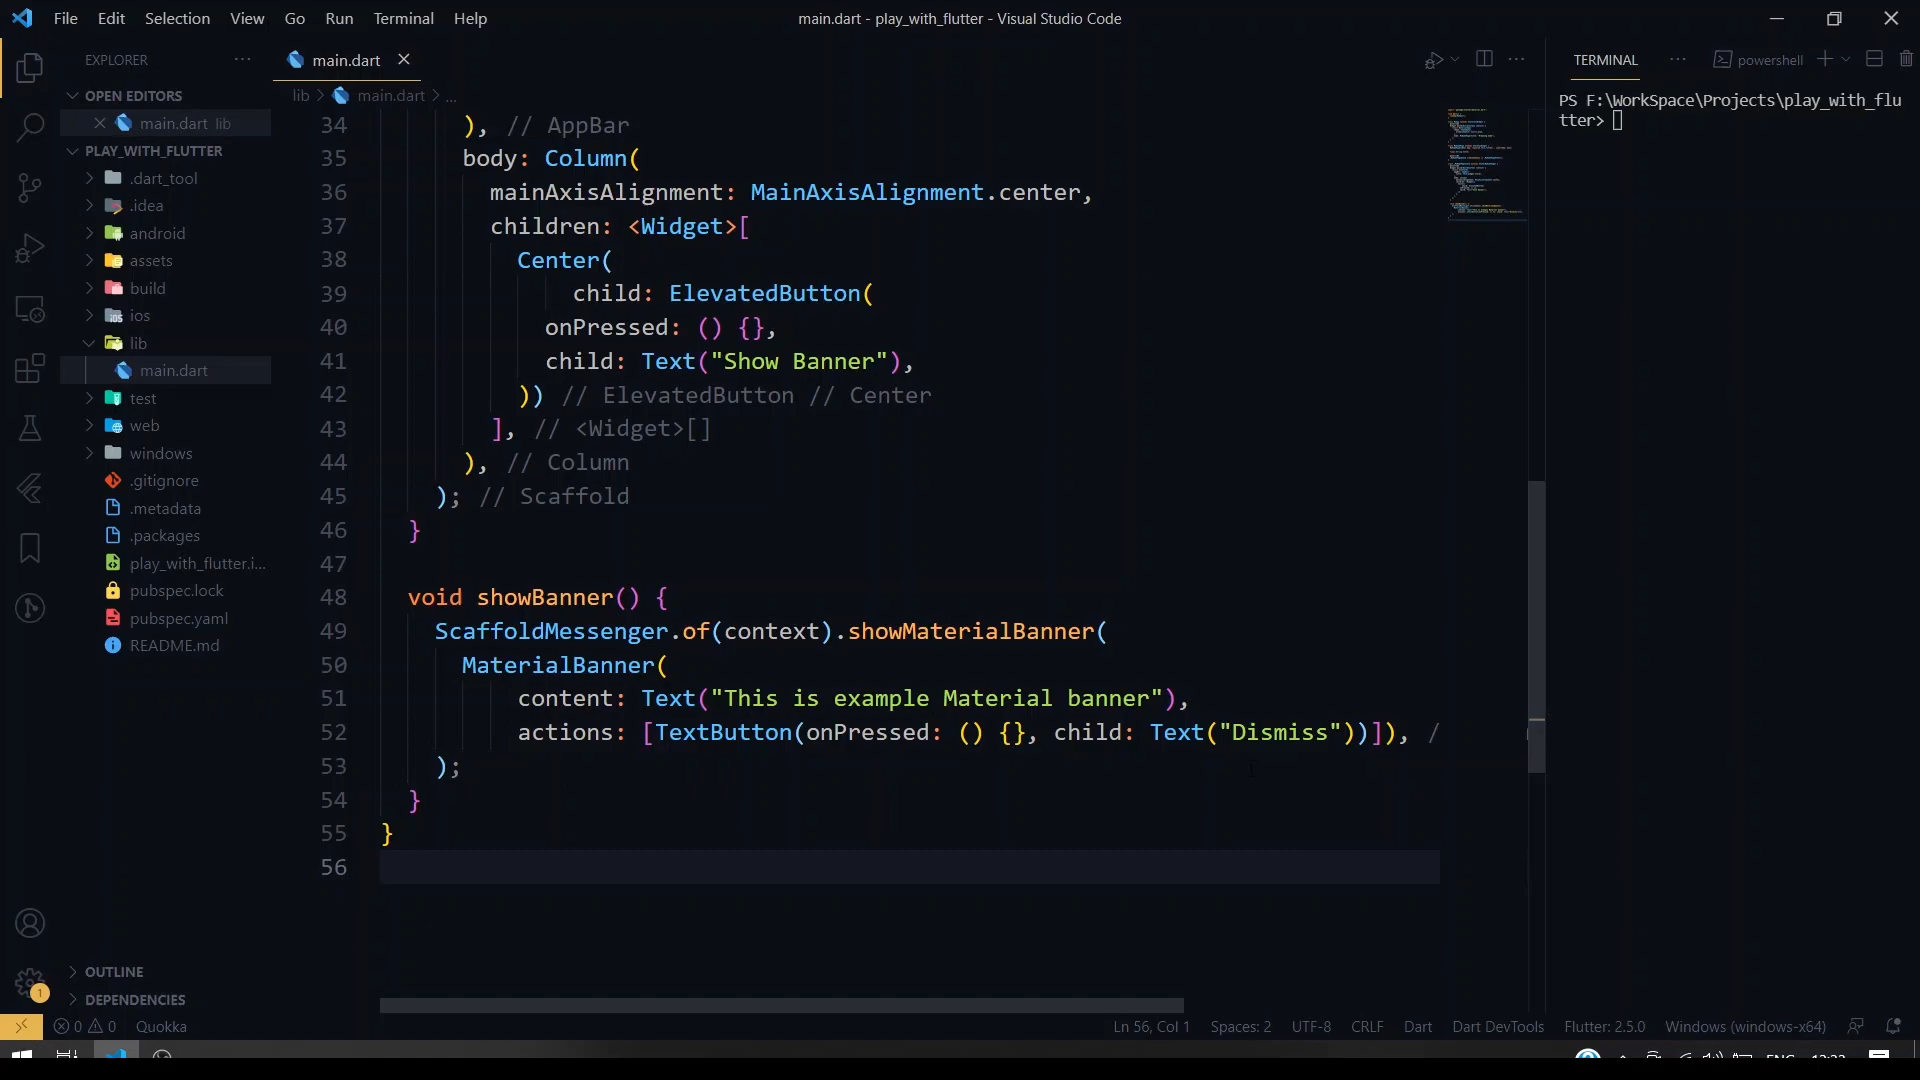 File Edit Selection View Go Run Terminal Help
main.dart - play_with_flutter - Visual Studio Code
EXPLORER
OPEN EDITORS
main.dart lib
PLAY_WITH_FLUTTER
.dart_tool
.idea
android
assets
build
ios
lib
main.dart
test
web
windows
.gitignore
.metadata
.packages
play_with_flutter.i...
pubspec.lock
pubspec.yaml
README.md
OUTLINE
DEPENDENCIES
main.dart
lib > main.dart > ...
34 ), // AppBar
35 body: Column(
36 mainAxisAlignment: MainAxisAlignment.center,
37 children: <Widget>[
38 Center(
39 child: ElevatedButton(
40 onPressed: () {},
41 child: Text("Show Banner"),
42 )) // ElevatedButton // Center
43 ], // <Widget>[]
44 ), // Column
45 ); // Scaffold
46 }
47
48 void showBanner() {
49 ScaffoldMessenger.of(context).showMaterialBanner(
50 MaterialBanner(
51 content: Text("This is example Material banner"),
52 actions: [TextButton(onPressed: () {}, child: Text("Dismiss"))]), /
53 );
54 }
55 }
56
TERMINAL
powershell
PS F:\WorkSpace\Projects\play_with_flu
tter>
1
0 0 Quokka
Ln 56, Col 1 Spaces: 2 UTF-8 CRLF Dart Dart DevTools Flutter: 2.5.0 Windows (windows-x64)